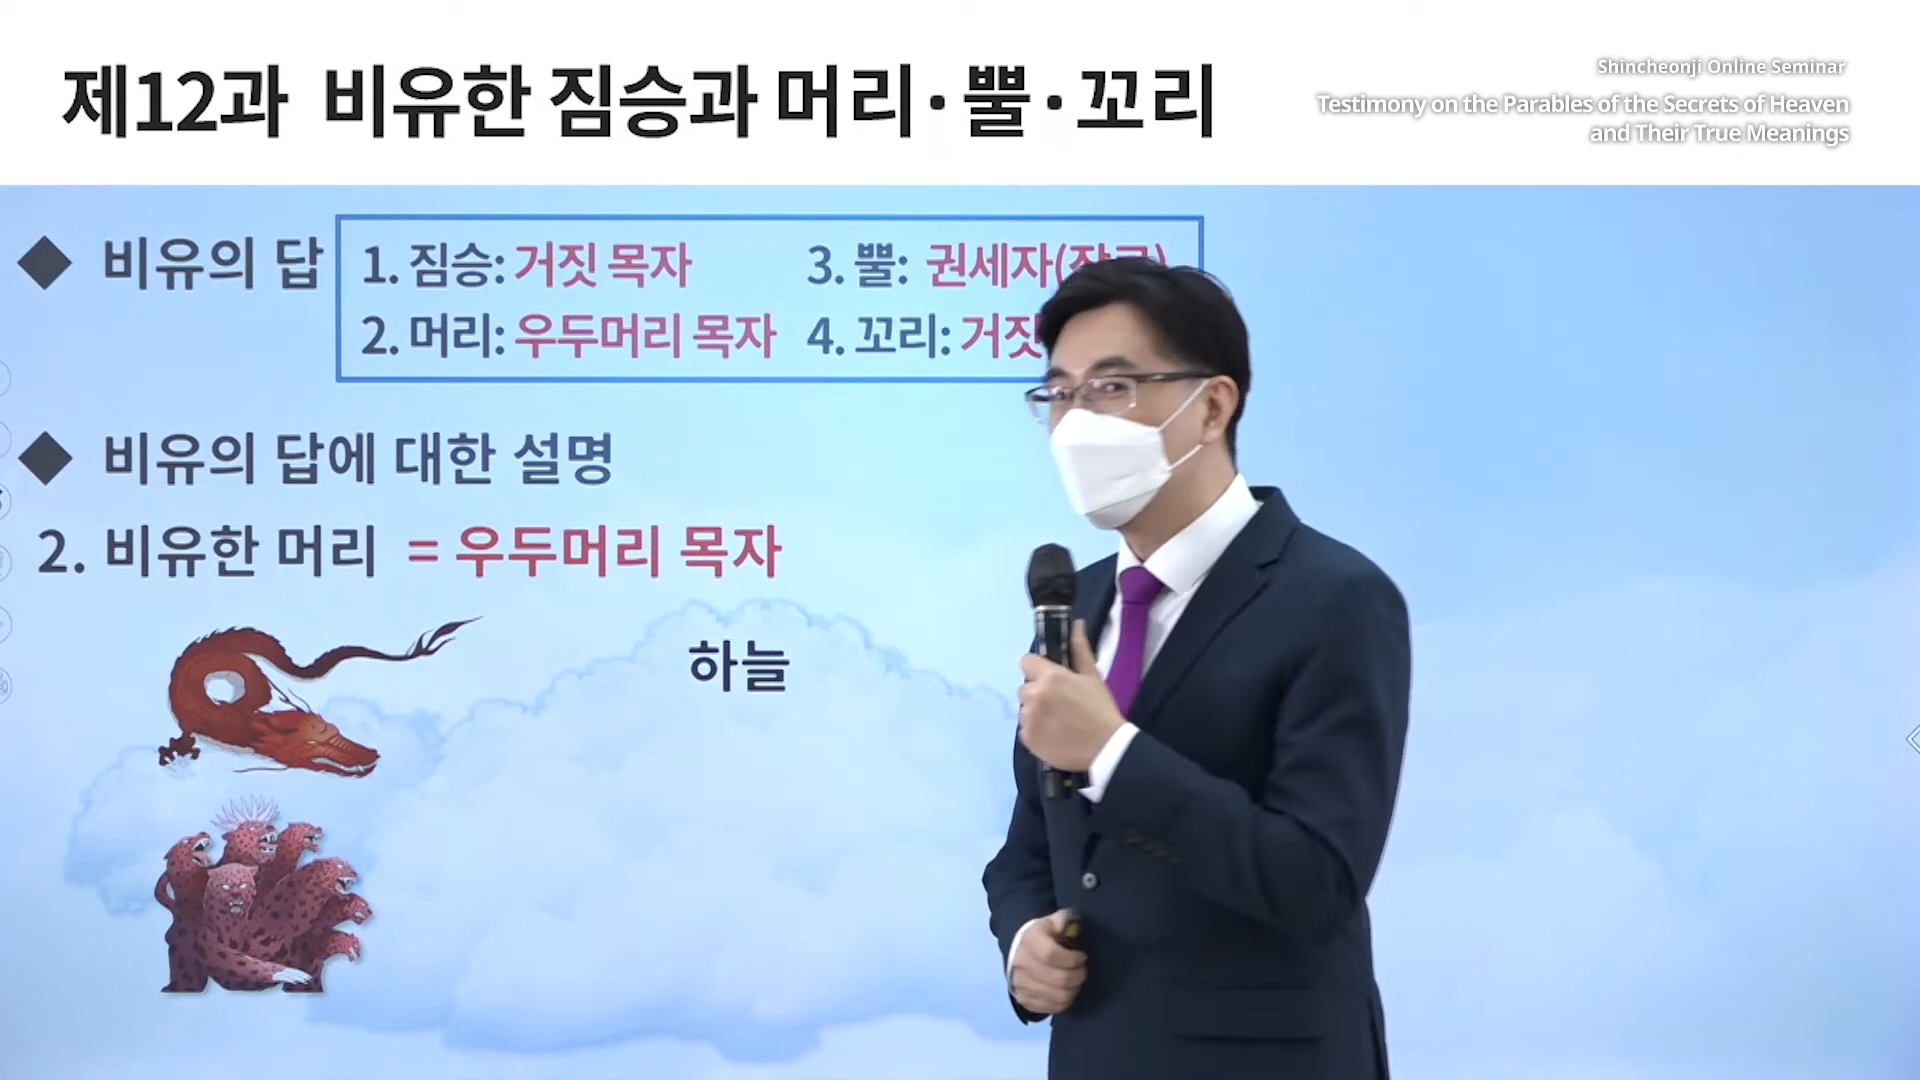 제12과 비유한 짐승과 머리·뿔·꼬리
Shincheonji Online Seminar
Testimony on the Parables of the Secrets of Heaven
and Their True Meanings
◆ 비유의 답
1. 짐승: 거짓 목자
3. 뿔: 권세자(
2. 머리: 우두머리 목자
4. 꼬리: 거짓
◆ 비유의 답에 대한 설명
2. 비유한 머리 = 우두머리 목자
하늘